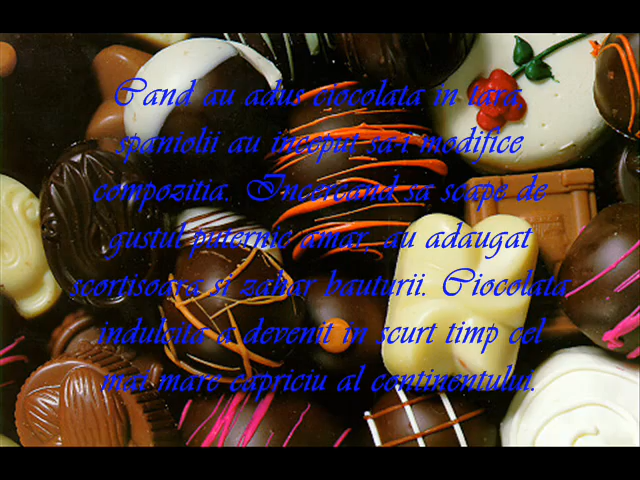 Cand au adus ciocolata in tara,
spaniolii au inceput sa-i modifice
compozitia. Incercand sa scape de
gustul puternic amar, au adaugat
scortisoara si zahar bauturii. Ciocolata
indulcita a devenit in scurt timp cel
mai mare capriciu al continentului.